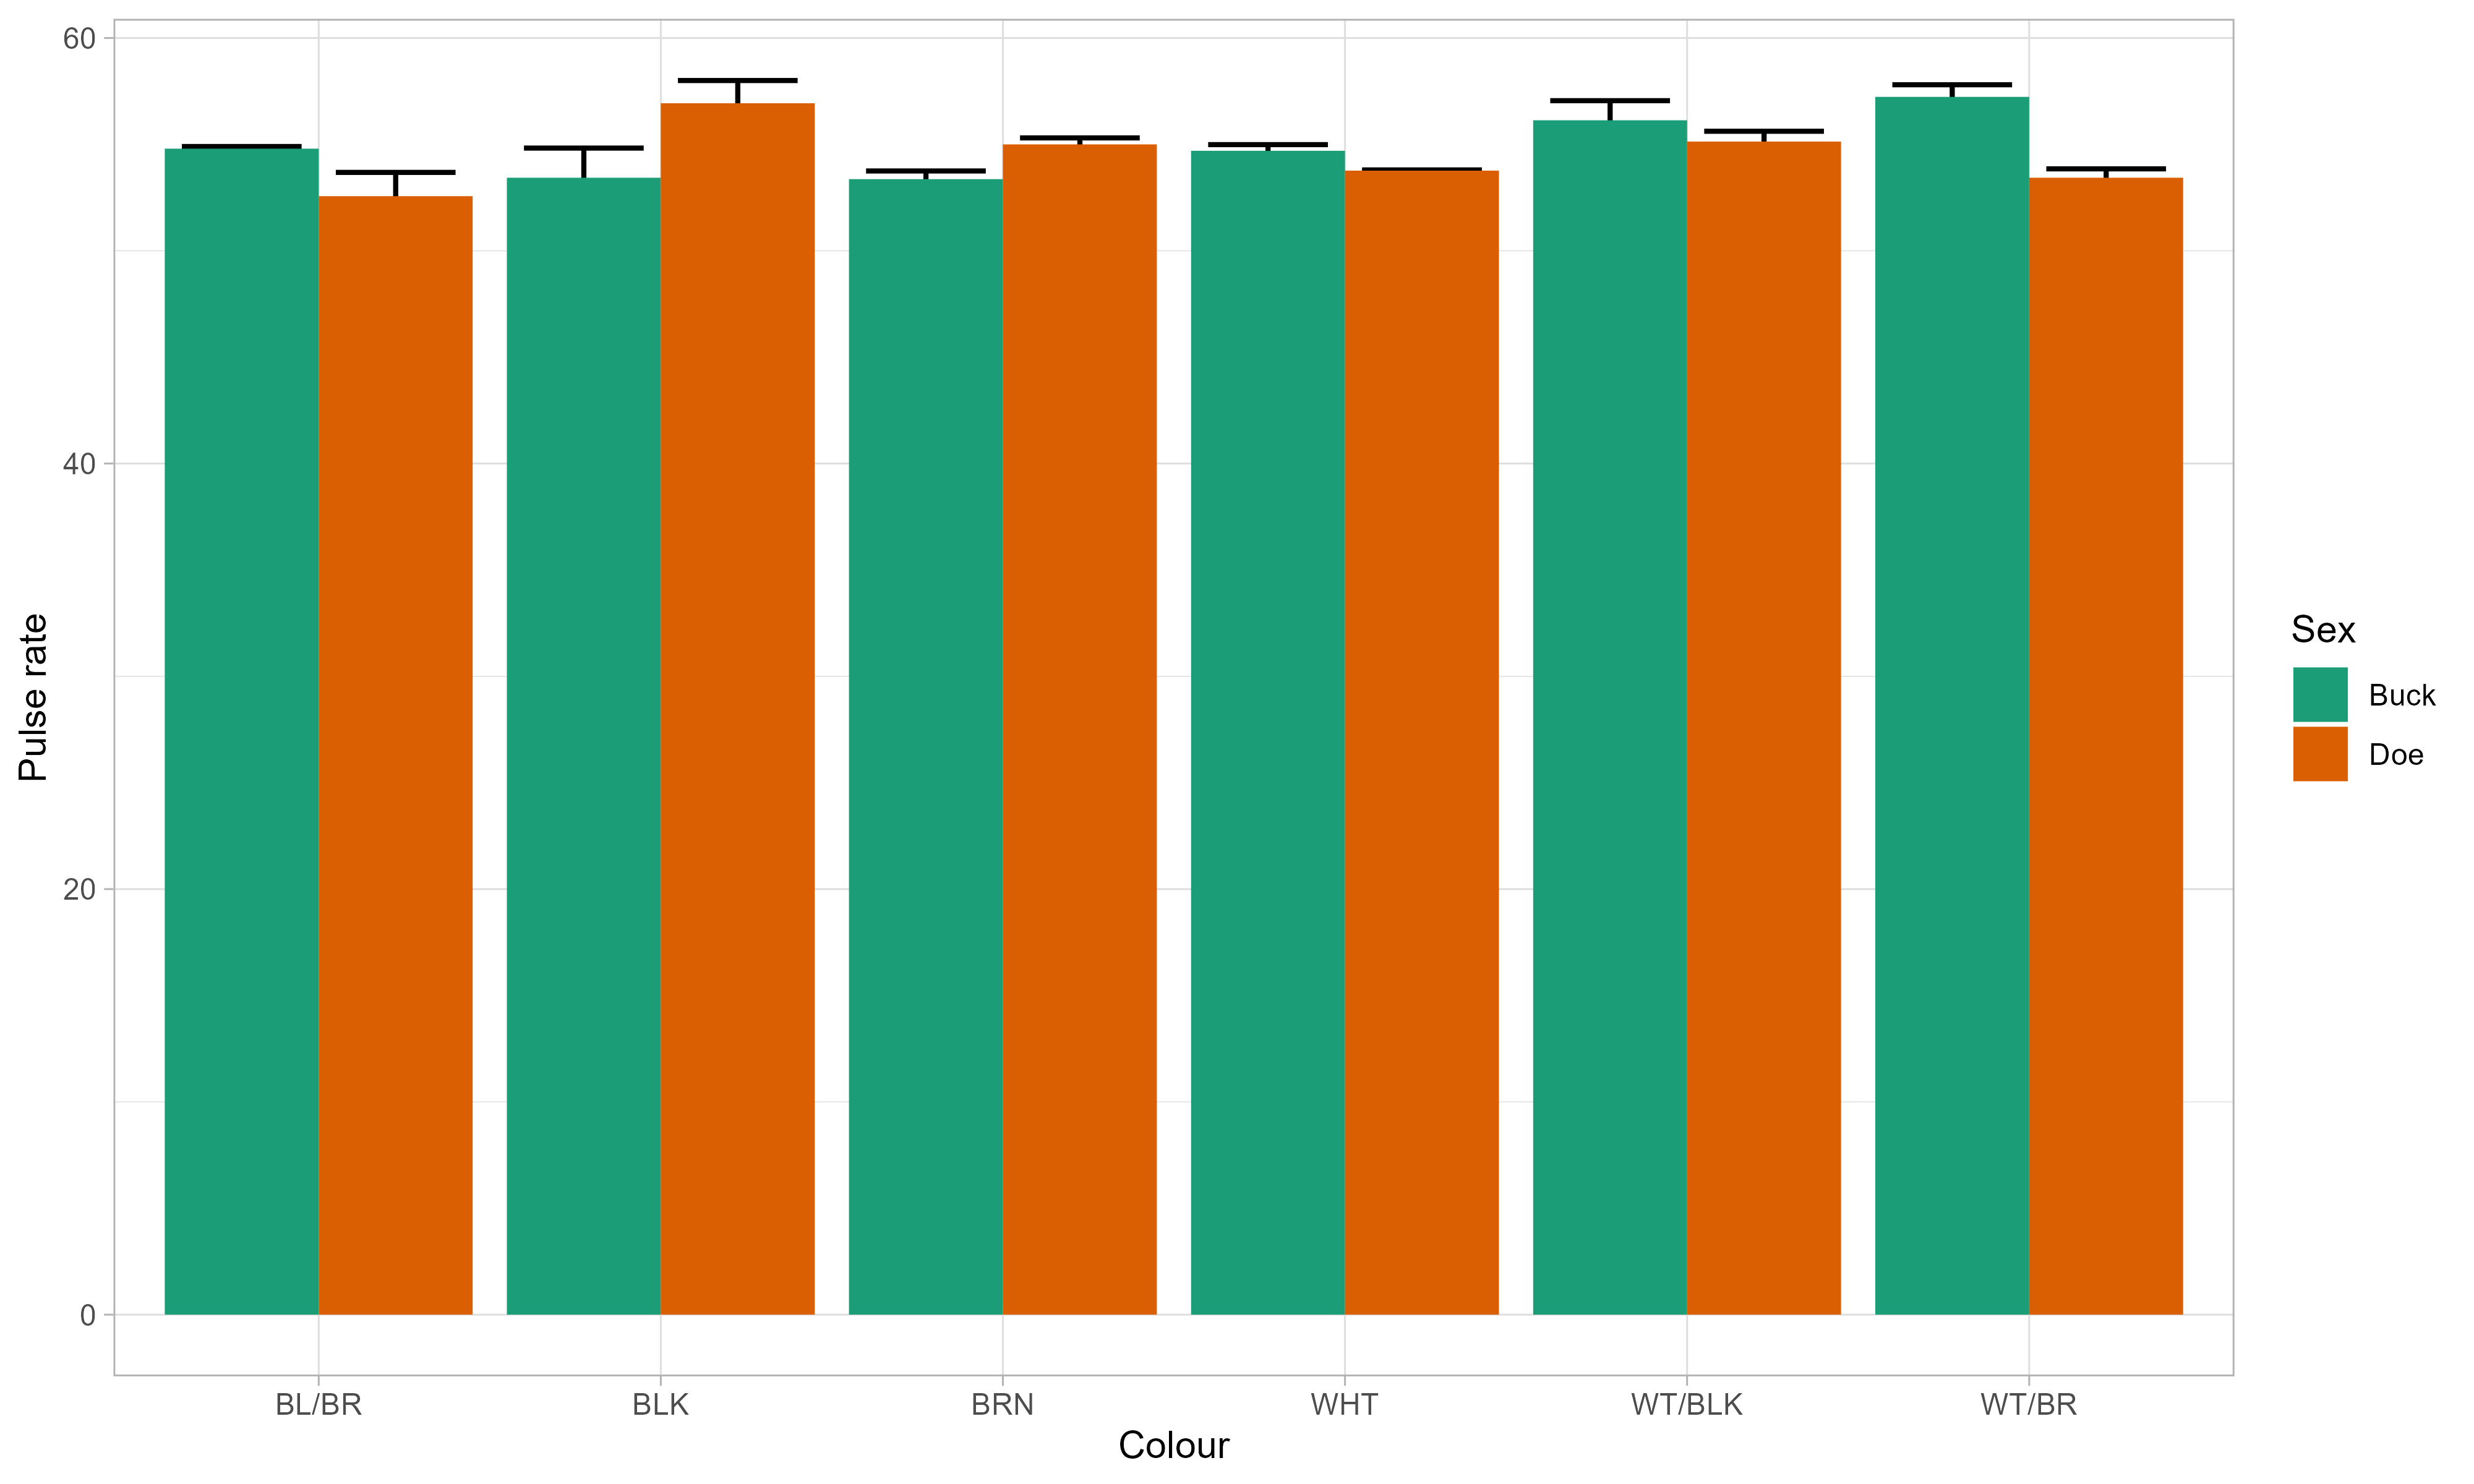 60
40
20
0
Pulse rate
BL/BR
BLK
BRN
WHT
WT/BLK
WT/BR
Colour
Sex
Buck
Doe